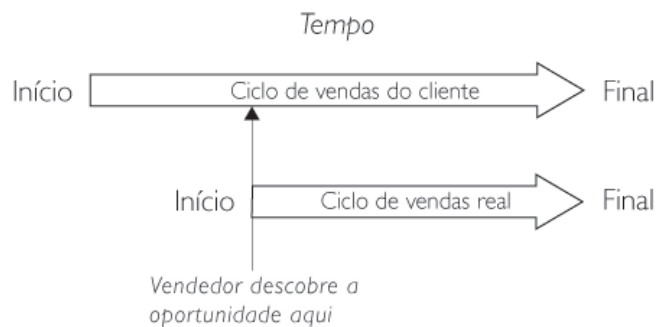 Tempo
Início
Ciclo de vendas do cliente
Final
Início
Ciclo de vendas real
Final
Vendedor descobre a
oportunidade aqui